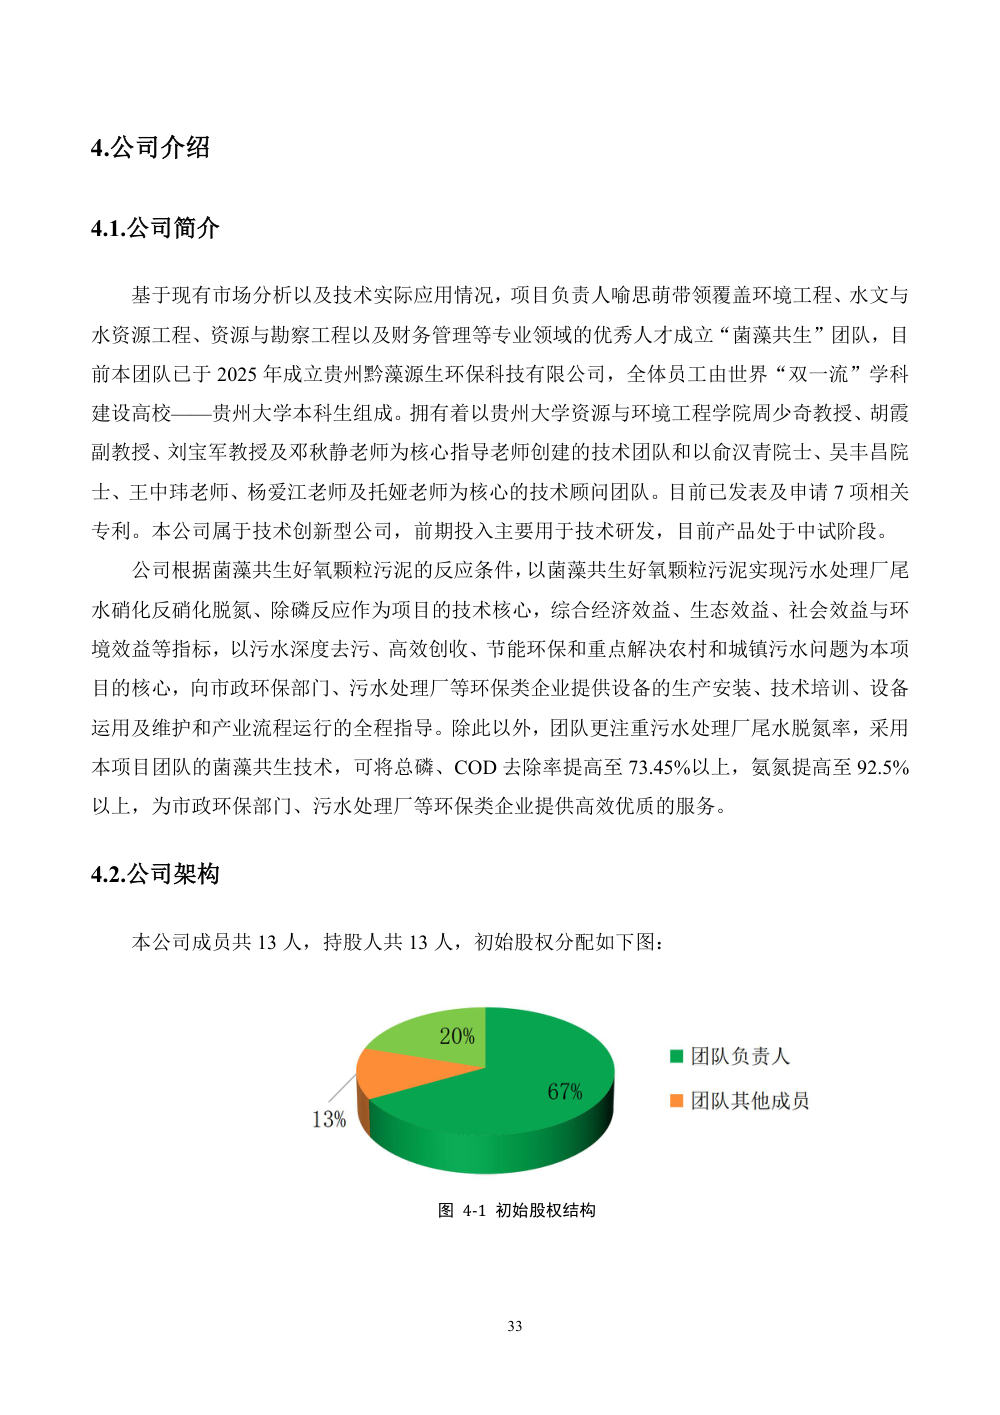 4.公司介绍
4.1.公司简介
基于现有市场分析以及技术实际应用情况，项目负责人喻思萌带领覆盖环境工程、水文与
水资源工程、资源与勘察工程以及财务管理等专业领域的优秀人才成立“菌藻共生”团队，目
前本团队已于 2025 年成立贵州黔藻源生环保科技有限公司，全体员工由世界“双一流”学科
建设高校——贵州大学本科生组成。拥有着以贵州大学资源与环境工程学院周少奇教授、胡霞
副教授、刘宝军教授及邓秋静老师为核心指导老师创建的技术团队和以俞汉青院士、吴丰昌院
士、王中玮老师、杨爱江老师及托娅老师为核心的技术顾问团队。目前已发表及申请 7 项相关
专利。本公司属于技术创新型公司，前期投入主要用于技术研发，目前产品处于中试阶段。
公司根据菌藻共生好氧颗粒污泥的反应条件，以菌藻共生好氧颗粒污泥实现污水处理厂尾
水硝化反硝化脱氮、除磷反应作为项目的技术核心，综合经济效益、生态效益、社会效益与环
境效益等指标，以污水深度去污、高效创收、节能环保和重点解决农村和城镇污水问题为本项
目的核心，向市政环保部门、污水处理厂等环保类企业提供设备的生产安装、技术培训、设备
运用及维护和产业流程运行的全程指导。除此以外，团队更注重污水处理厂尾水脱氮率，采用
本项目团队的菌藻共生技术，可将总磷、COD 去除率提高至 73.45%以上，氨氮提高至 92.5%
以上，为市政环保部门、污水处理厂等环保类企业提供高效优质的服务。
4.2.公司架构
本公司成员共 13 人，持股人共 13 人，初始股权分配如下图：
20%
67%
13%
团队负责人
团队其他成员
图 4-1 初始股权结构
33